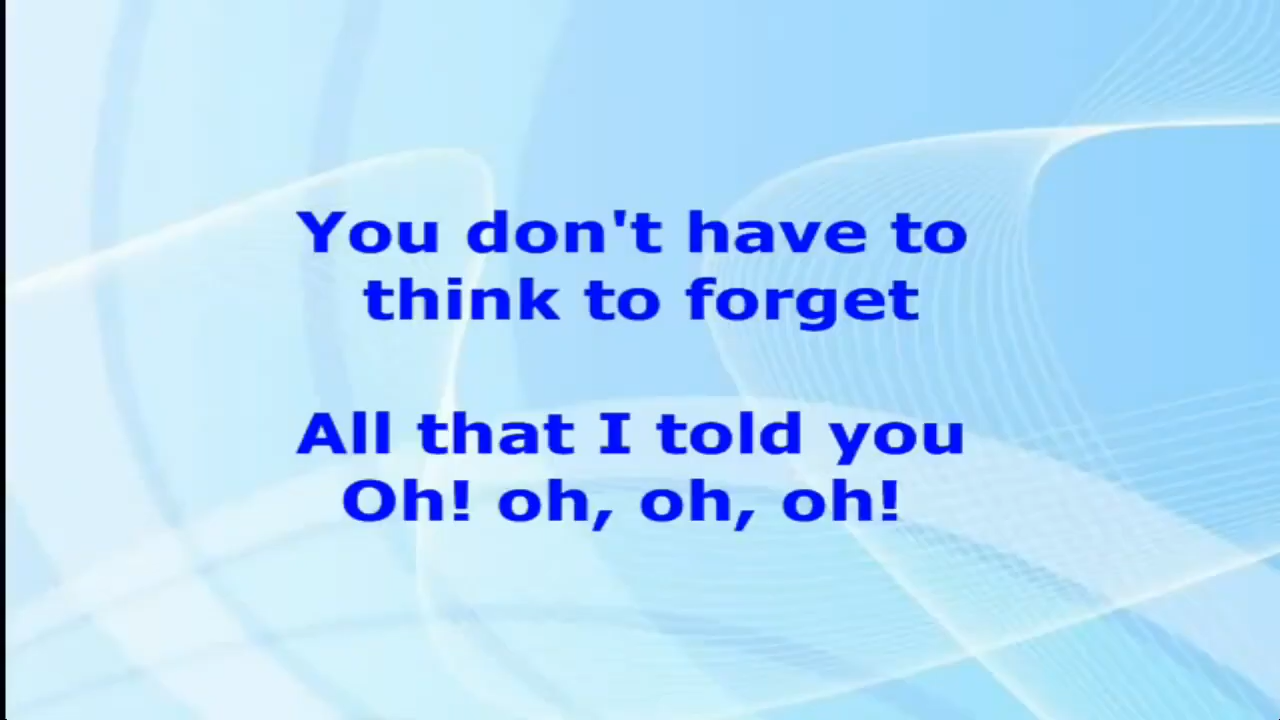 You don't have to
think to forget
All that I told you
Oh! oh, oh, oh!